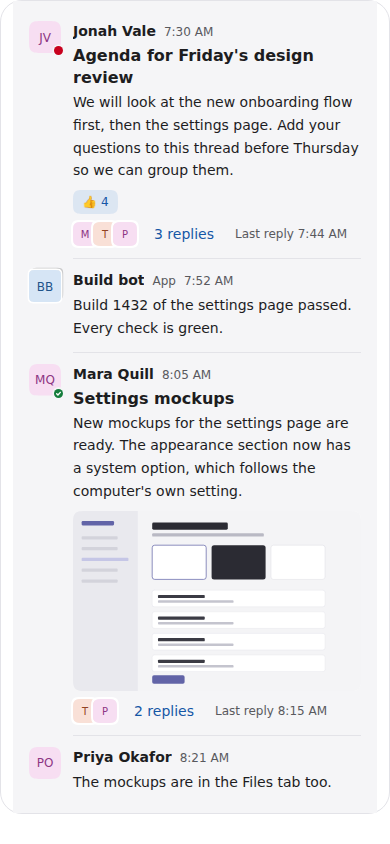 JV
Jonah Vale 7:30 AM
Agenda for Friday's design
review
We will look at the new onboarding flow
first, then the settings page. Add your
questions to this thread before Thursday
so we can group them.
👍 4
M T P 3 replies Last reply 7:44 AM
BB
Build bot App 7:52 AM
Build 1432 of the settings page passed.
Every check is green.
MQ
Mara Quill 8:05 AM
Settings mockups
New mockups for the settings page are
ready. The appearance section now has
a system option, which follows the
computer's own setting.
T P 2 replies Last reply 8:15 AM
PO
Priya Okafor 8:21 AM
The mockups are in the Files tab too.